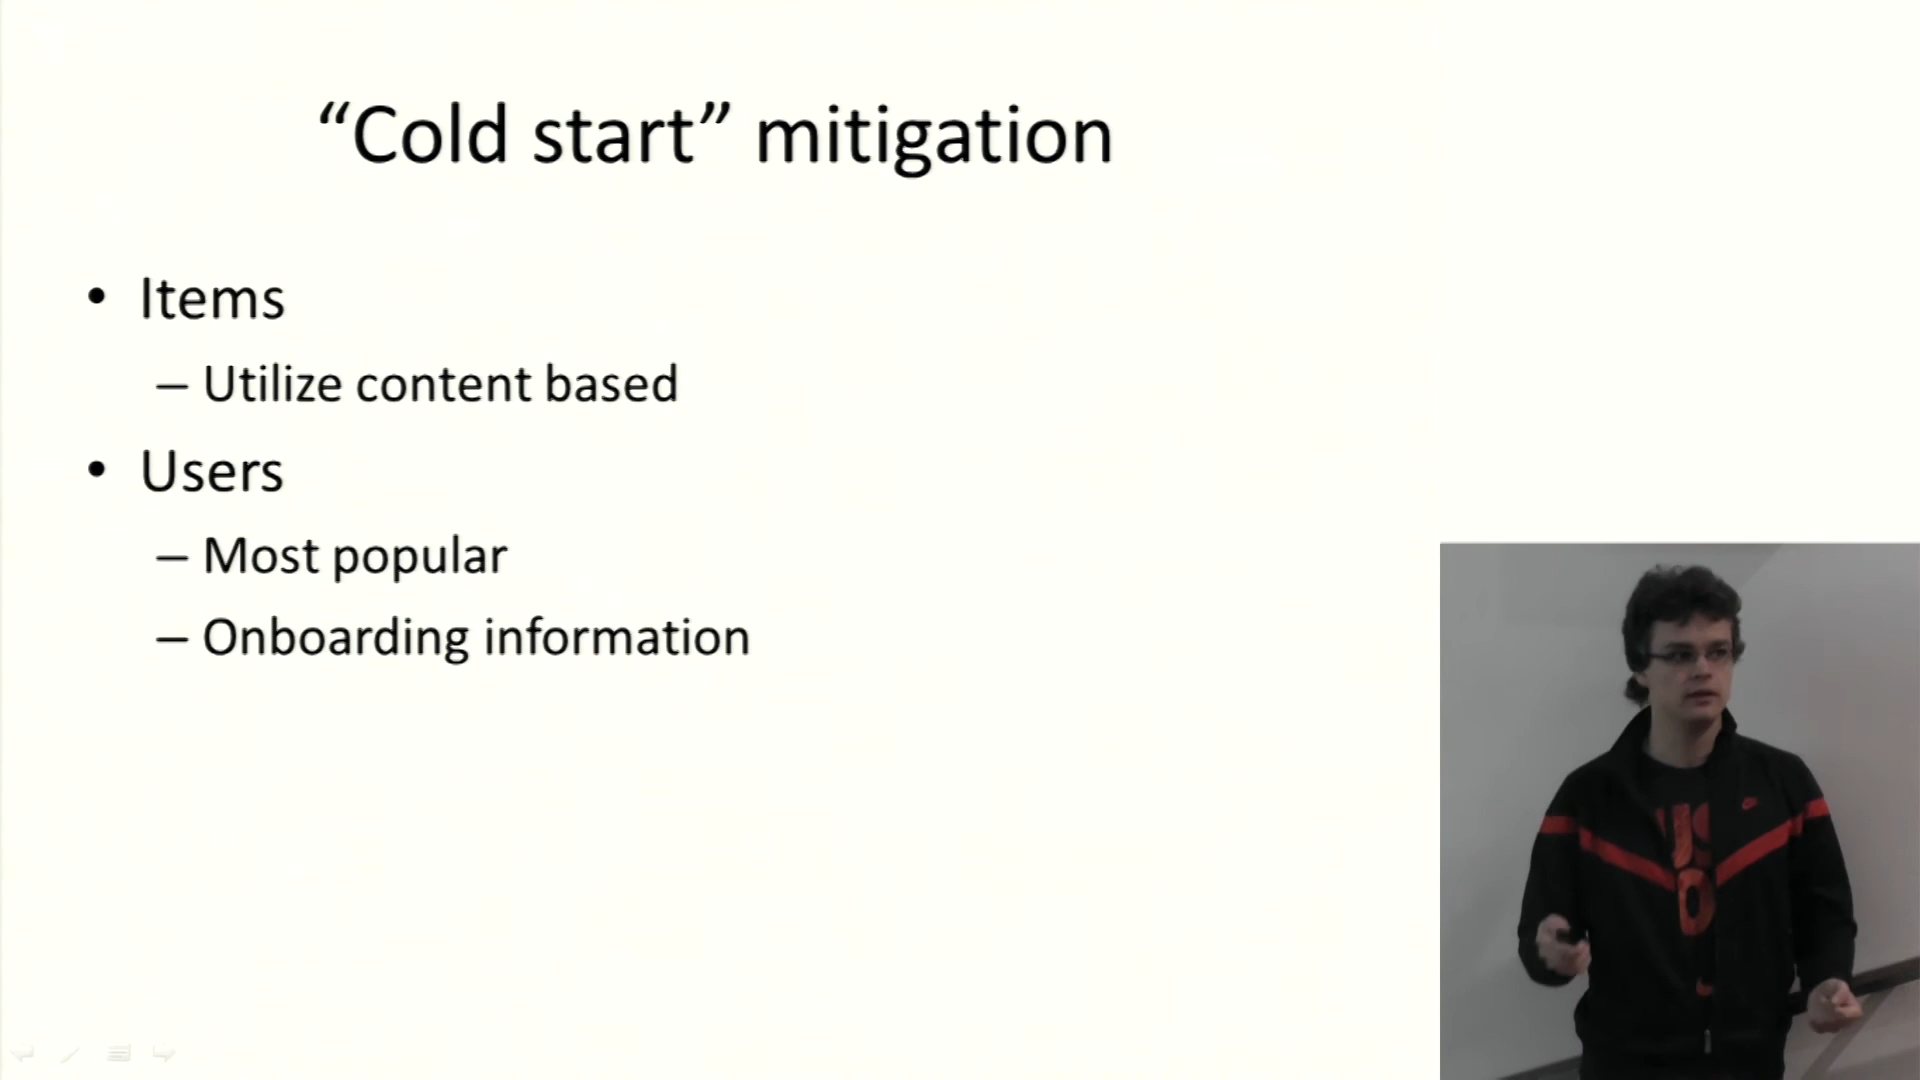 “Cold start” mitigation
• Items
– Utilize content based
• Users
– Most popular
– Onboarding information